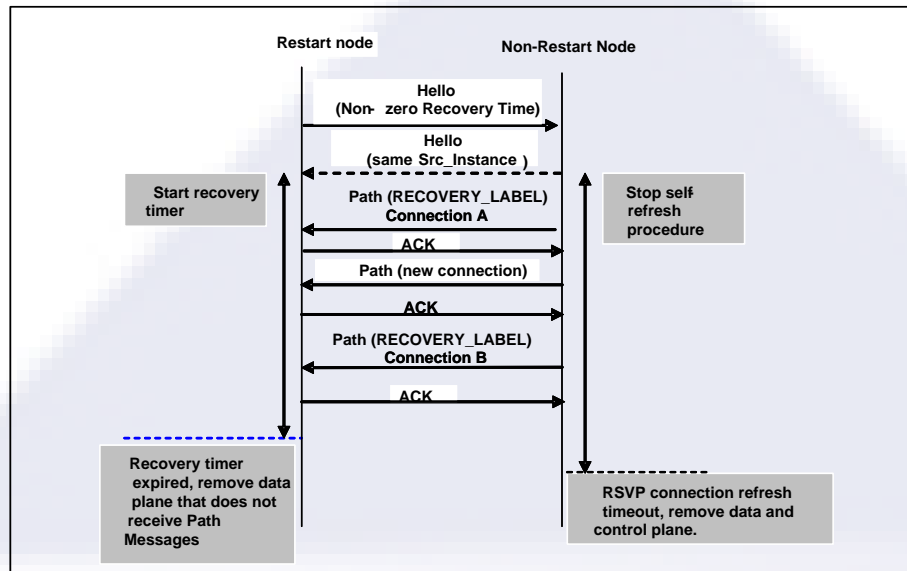 Restart node
Non-Restart Node
Hello
(Non- zero Recovery Time)
Hello
(same Src_Instance )
Start recovery
timer
Stop self-
refresh
procedure
Path (RECOVERY_LABEL)
Connection A
ACK
Path (new connection)
ACK
Path (RECOVERY_LABEL)
Connection B
ACK
Recovery timer
expired, remove data
plane that does not
receive Path
Messages
RSVP connection refresh
timeout, remove data and
control plane.